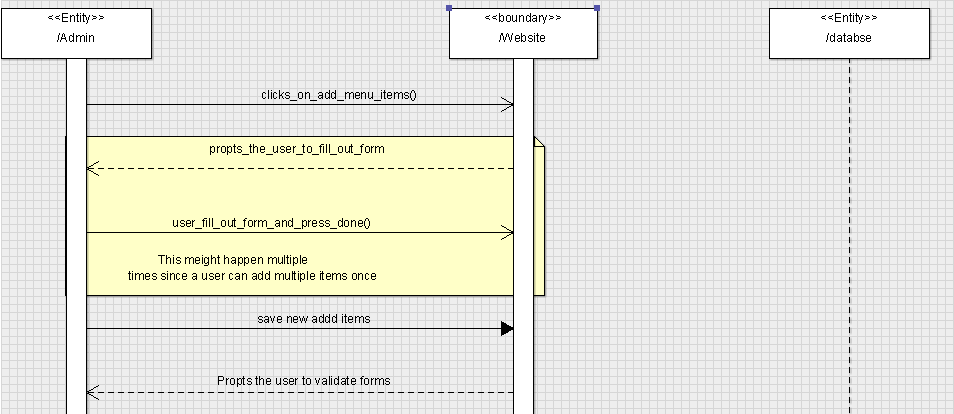 <<Entity>>
/Admin
<<boundary>>
/Website
<<Entity>>
/databse
clicks_on_add_menu_items()
propts_the_user_to_fill_out_form
user_fill_out_form_and_press_done()
This meight happen multiple
times since a user can add multiple items once
save new addd items
Propts the user to validate forms